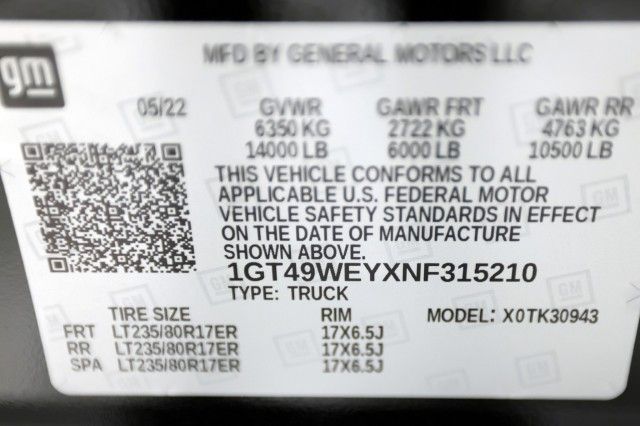 gm
MFD BY GENERAL MOTORS LLC
05/22 GVWR GAWR FRT GAWR RR
6350 KG 2722 KG 4763 KG
14000 LB 6000 LB 10500 LB
THIS VEHICLE CONFORMS TO ALL
APPLICABLE U.S. FEDERAL MOTOR
VEHICLE SAFETY STANDARDS IN EFFECT
ON THE DATE OF MANUFACTURE
SHOWN ABOVE.
1GT49WEYXNF315210
TYPE: TRUCK MODEL: X0TK30943
TIRE SIZE RIM
FRT LT235/80R17ER 17X6.5J
RR LT235/80R17ER 17X6.5J
SPA LT235/80R17ER 17X6.5J